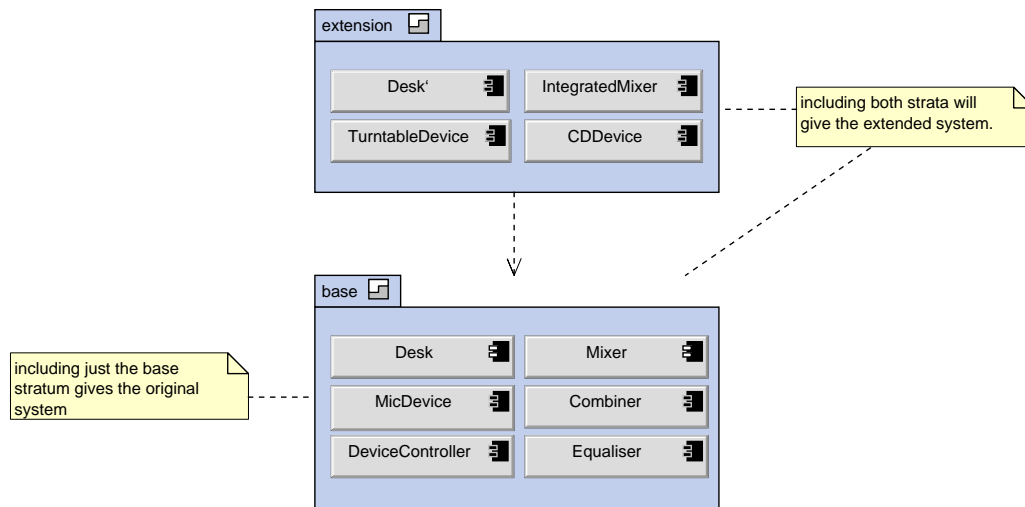 extension
Desk‘
IntegratedMixer
TurntableDevice
CDDevice
including both strata will
give the extended system.
base
Desk
Mixer
MicDevice
Combiner
DeviceController
Equaliser
including just the base
stratum gives the original
system